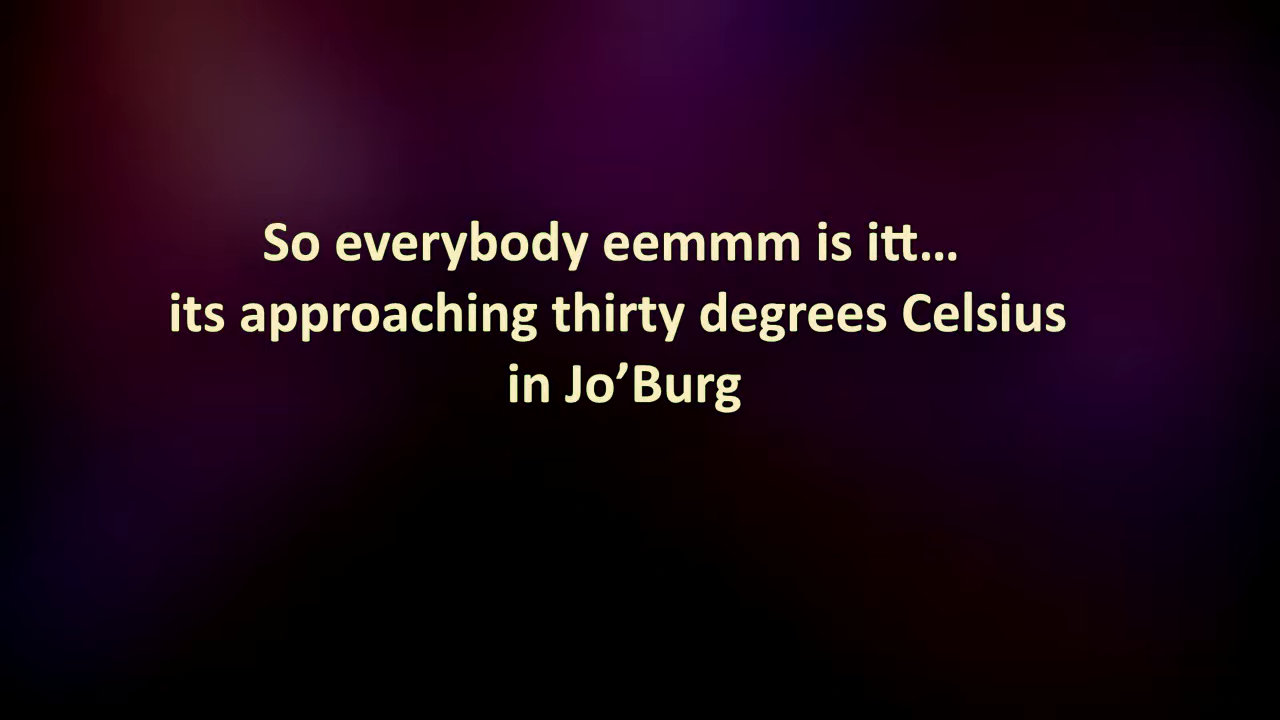 So everybody eemmm is itt…
its approaching thirty degrees Celsius
in Jo’Burg